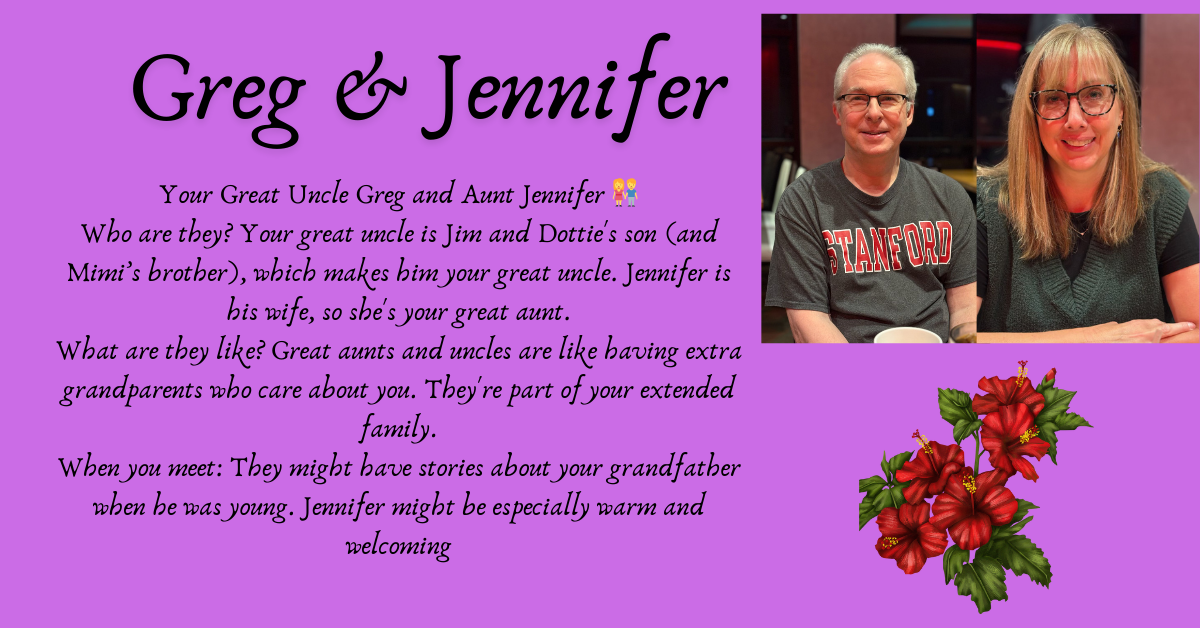 Greg & Jennifer
Your Great Uncle Greg and Aunt Jennifer 👫
Who are they? Your great uncle is Jim and Dottie's son (and
Mimi’s brother), which makes him your great uncle. Jennifer is
his wife, so she's your great aunt.
What are they like? Great aunts and uncles are like having extra
grandparents who care about you. They're part of your extended
family.
When you meet: They might have stories about your grandfather
when he was young. Jennifer might be especially warm and
welcoming
STANFORD